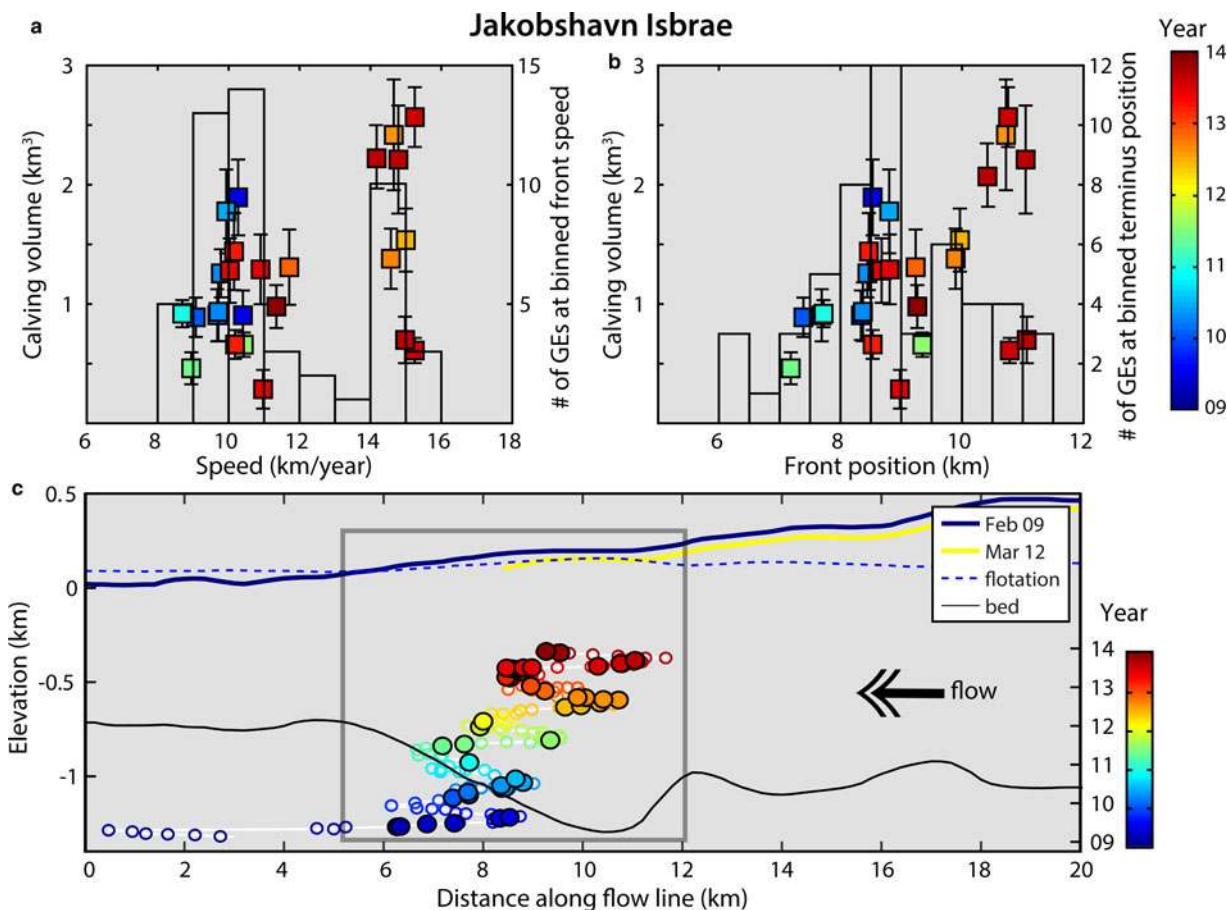 Jakobshavn Isbrae
a
3
2
1
Calving volume (km³)
15
10
5
# of GEs at binned front speed
6 8 10 12 14 16 18
Speed (km/year)
b
3
2
1
Calving volume (km³)
12
10
8
6
4
2
# of GEs at binned terminus position
6 8 10 12
Front position (km)
Year
14
13
12
11
10
09
c
0.5
0
-0.5
-1
Elevation (km)
0 2 4 6 8 10 12 14 16 18 20
Distance along flow line (km)
Feb 09
Mar 12
flotation
bed
flow
Year
14
13
12
11
10
09